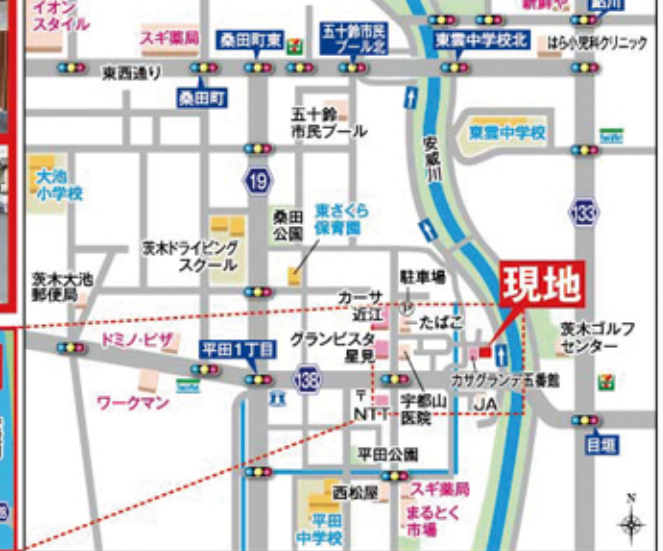 イオン
スタイル
スギ薬局
桑田町東
五十鈴市民
プール北
東雲中学校北
鮎川
はら小児科クリニック
東西通り
桑田町
五十鈴
市民プール
安威川
東雲中学校
大池
小学校
19
桑田
公園
東さくら
保育園
133
茨木ドライビング
スクール
茨木大池
郵便局
駐車場
P
現地
カーサ
近江
たばこ
ドミノ・ピザ
平田1丁目
グランビスタ
星見
茨木ゴルフ
センター
138
カサグランデ五番館
ワークマン
〒
NTT
宇都山
医院
JA
目垣
平田公園
西松屋
スギ薬局
まるとく
市場
平田
中学校
N